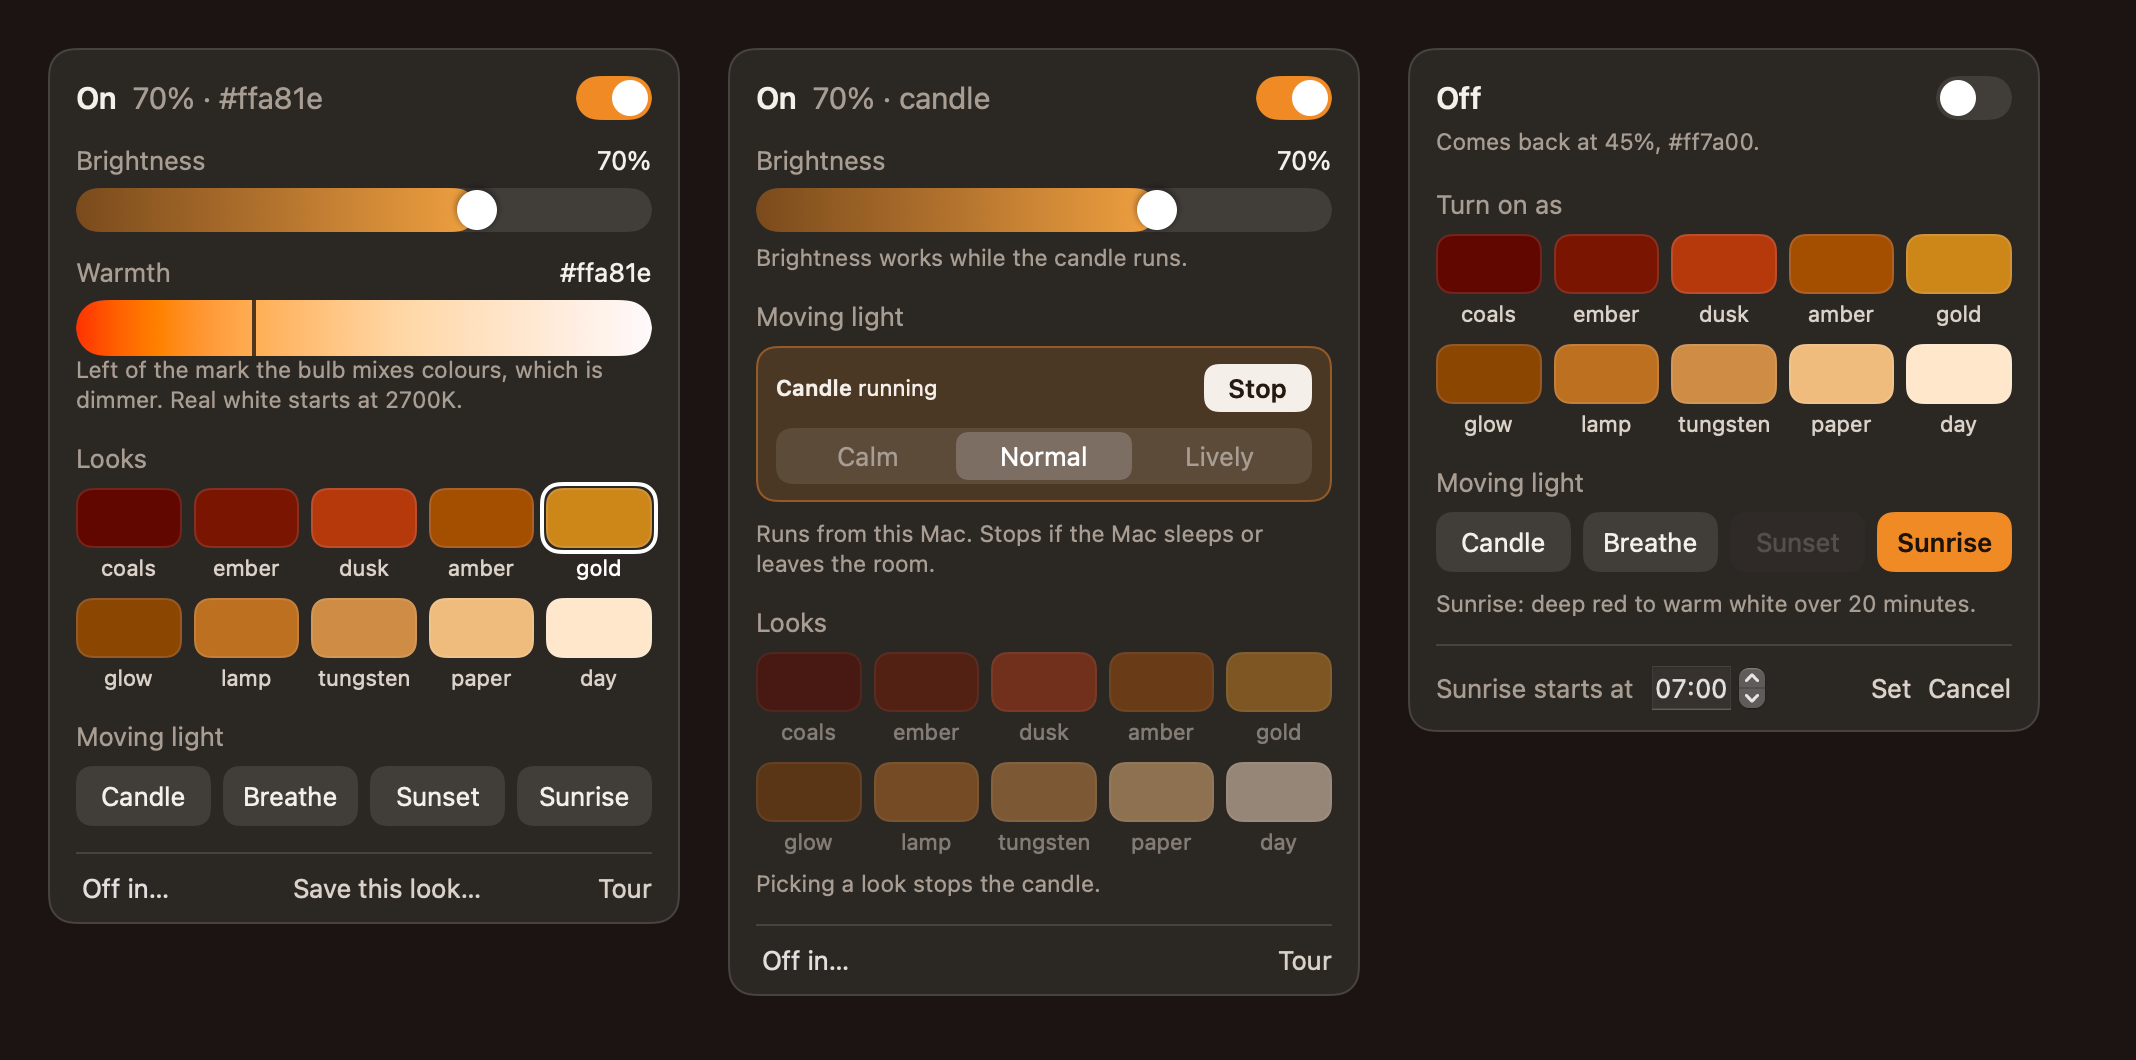 On 70% · #ffa81e
Brightness 70%
Warmth #ffa81e
Left of the mark the bulb mixes colours, which is
dimmer. Real white starts at 2700K.
Looks
coals ember dusk amber gold
glow lamp tungsten paper day
Moving light
Candle Breathe Sunset Sunrise
Off in... Save this look... Tour
On 70% · candle
Brightness 70%
Brightness works while the candle runs.
Moving light
Candle running Stop
Calm Normal Lively
Runs from this Mac. Stops if the Mac sleeps or
leaves the room.
Looks
coals ember dusk amber gold
glow lamp tungsten paper day
Picking a look stops the candle.
Off in... Tour
Off
Comes back at 45%, #ff7a00.
Turn on as
coals ember dusk amber gold
glow lamp tungsten paper day
Moving light
Candle Breathe Sunset Sunrise
Sunrise: deep red to warm white over 20 minutes.
Sunrise starts at 07:00 Set Cancel